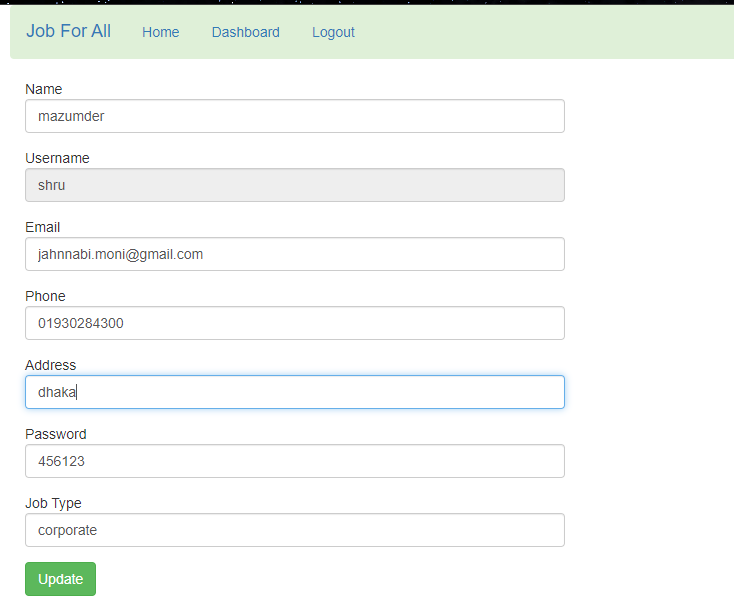 Job For All Home Dashboard Logout
Name
mazumder
Username
shru
Email
jahnnabi.moni@gmail.com
Phone
01930284300
Address
dhaka
Password
456123
Job Type
corporate
Update